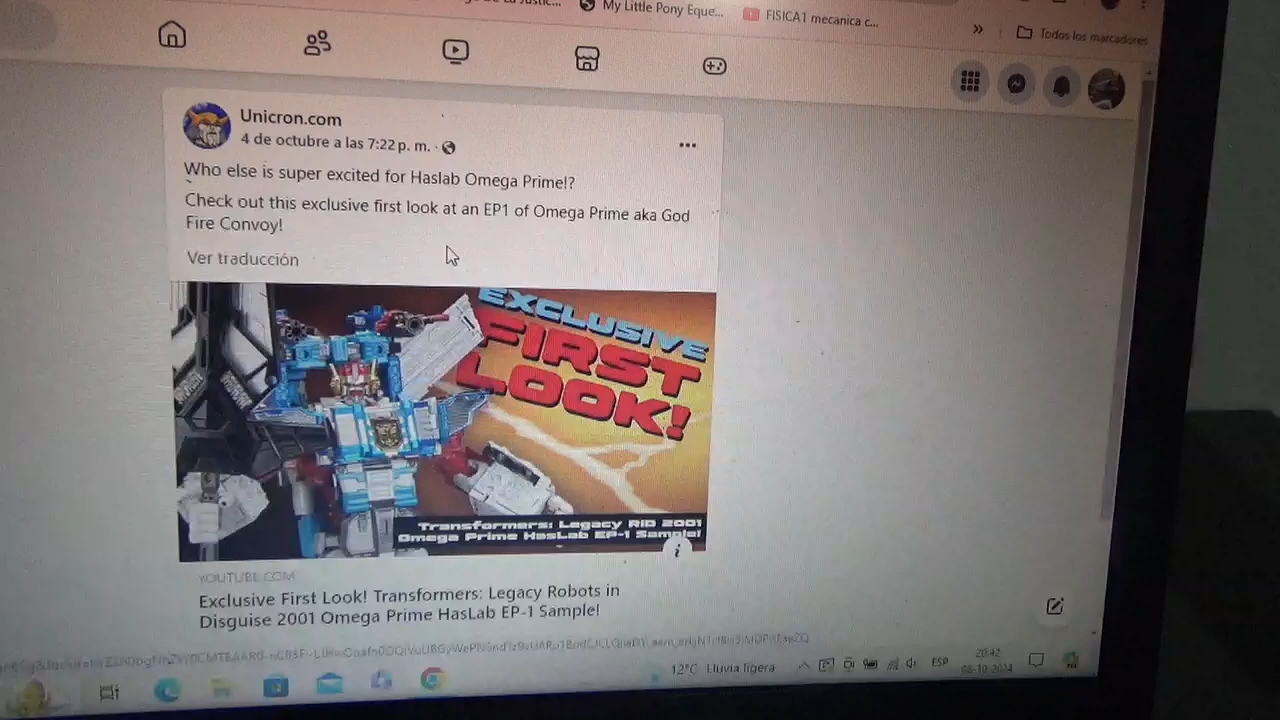 My Little Pony Eque...
FISICA1 mecanica c...
»
Todos los marcadores
Unicron.com
4 de octubre a las 7:22 p. m. ·
Who else is super excited for Haslab Omega Prime!?
Check out this exclusive first look at an EP1 of Omega Prime aka God
Fire Convoy!
Ver traducción
EXCLUSIVE
FIRST
LOOK!
Transformers: Legacy RID 2001
Omega Prime HasLab EP-1 Sample!
YOUTUBE.COM
Exclusive First Look! Transformers: Legacy Robots in
Disguise 2001 Omega Prime HasLab EP-1 Sample!
12°C Lluvia ligera
ESP
20:42
08-10-2024